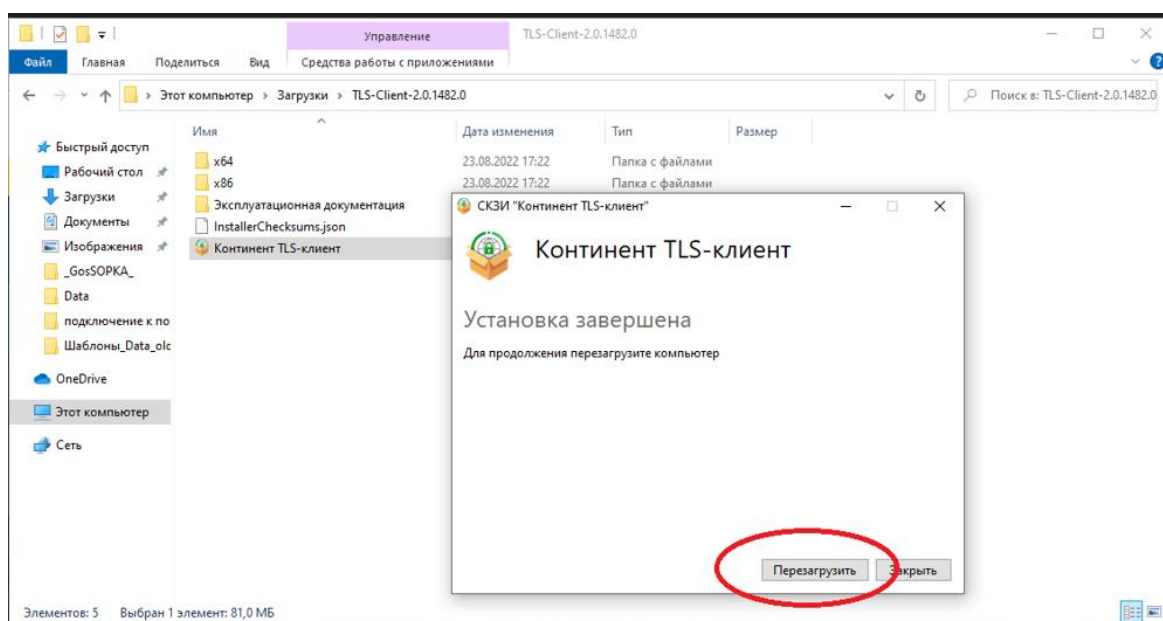 Управление
TLS-Client-2.0.1482.0
Файл Главная Поделиться Вид Средства работы с приложениями
Этот компьютер > Загрузки > TLS-Client-2.0.1482.0
Поиск в: TLS-Client-2.0.1482.0
Имя Дата изменения Тип Размер
Быстрый доступ
Рабочий стол
Загрузки
Документы
Изображения
_GosSOPKA_
Data
подключение к по
Шаблоны_Data_olc
OneDrive
Этот компьютер
Сеть
x64 23.08.2022 17:22 Папка с файлами
x86 23.08.2022 17:22 Папка с файлами
Эксплуатационная документация
InstallerChecksums.json
Континент TLS-клиент
СКЗИ "Континент TLS-клиент"
Континент TLS-клиент
Установка завершена
Для продолжения перезагрузите компьютер
Перезагрузить Закрыть
Элементов: 5 Выбран 1 элемент: 81,0 МБ